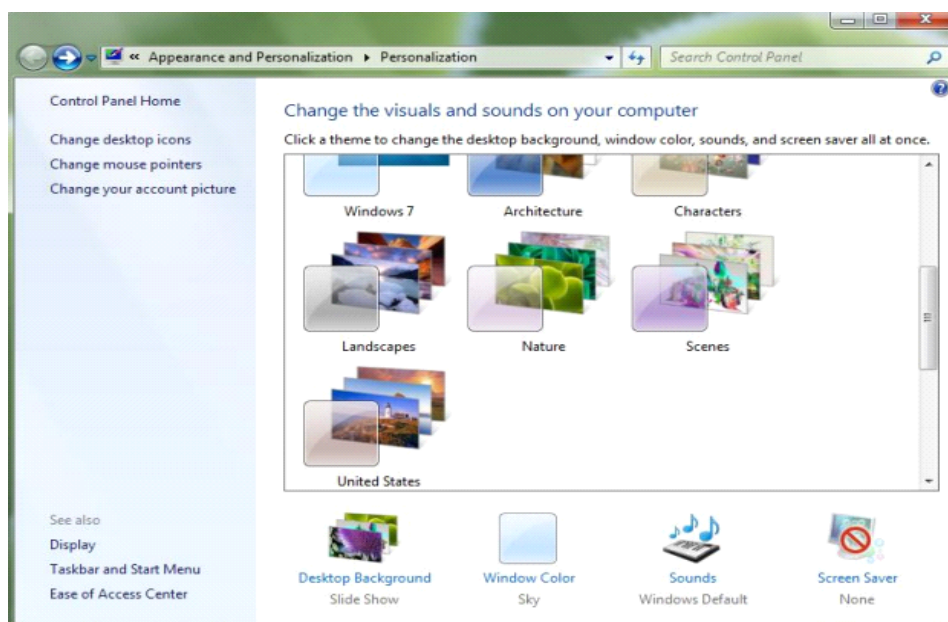 « Appearance and Personalization ▸ Personalization
Search Control Panel
Control Panel Home
Change desktop icons
Change mouse pointers
Change your account picture
See also
Display
Taskbar and Start Menu
Ease of Access Center
Change the visuals and sounds on your computer
Click a theme to change the desktop background, window color, sounds, and screen saver all at once.
Windows 7 Architecture Characters
Landscapes Nature Scenes
United States
Desktop Background Window Color Sounds Screen Saver
Slide Show Sky Windows Default None